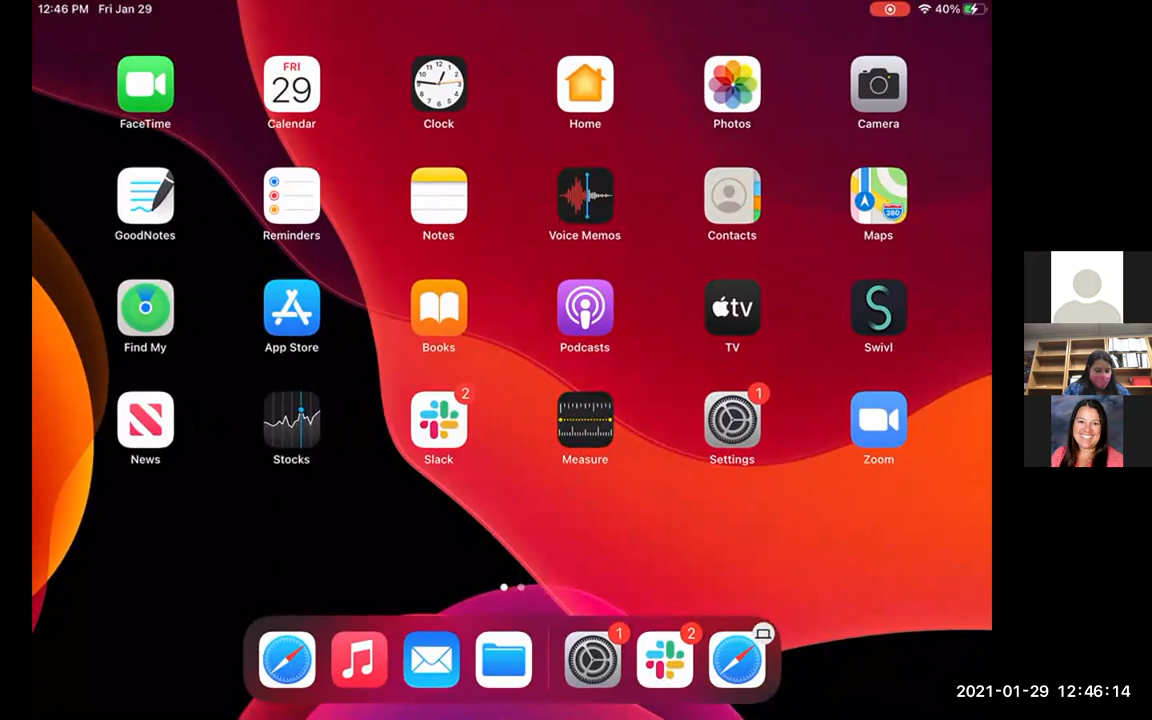 12:46 PM Fri Jan 29
40%
FRI
29
12
FaceTime
Calendar
Clock
Home
Photos
Camera
280
GoodNotes
Reminders
Notes
Voice Memos
Contacts
Maps
tv
Find My
App Store
Books
Podcasts
TV
Swivl
2
1
News
Stocks
Slack
Measure
Settings
Zoom
1
2
2021-01-29 12:46:14